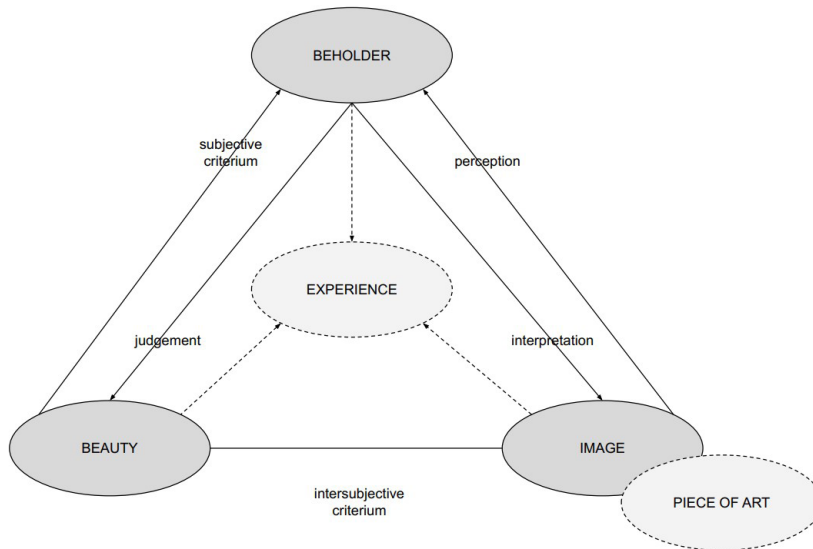 BEHOLDER
subjective
criterium
perception
EXPERIENCE
judgement
interpretation
BEAUTY
IMAGE
intersubjective
criterium
PIECE OF ART